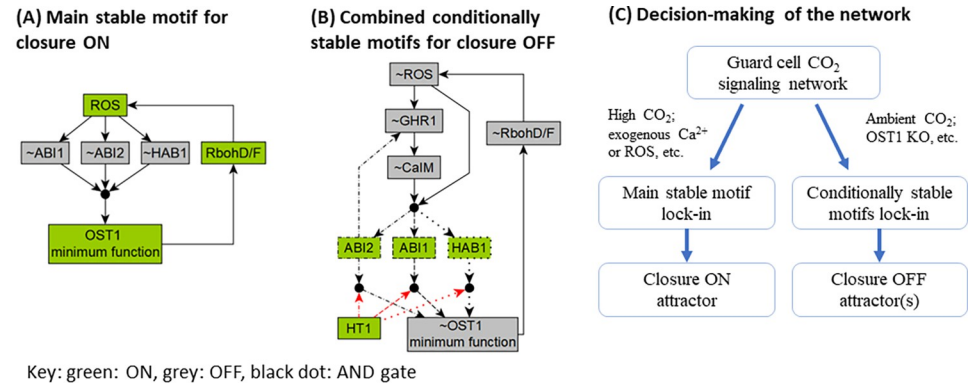 (A) Main stable motif for
closure ON
ROS
~ABI1
~ABI2
~HAB1
RbohD/F
OST1
minimum function
(B) Combined conditionally
stable motifs for closure OFF
~ROS
~GHR1
~RbohD/F
~CaIM
ABI2
ABI1
HAB1
HT1
~OST1
minimum function
(C) Decision-making of the network
Guard cell CO2
signaling network
High CO2;
exogenous Ca2+
or ROS, etc.
Ambient CO2;
OST1 KO, etc.
Main stable motif
lock-in
Conditionally stable
motifs lock-in
Closure ON
attractor
Closure OFF
attractor(s)
Key: green: ON, grey: OFF, black dot: AND gate